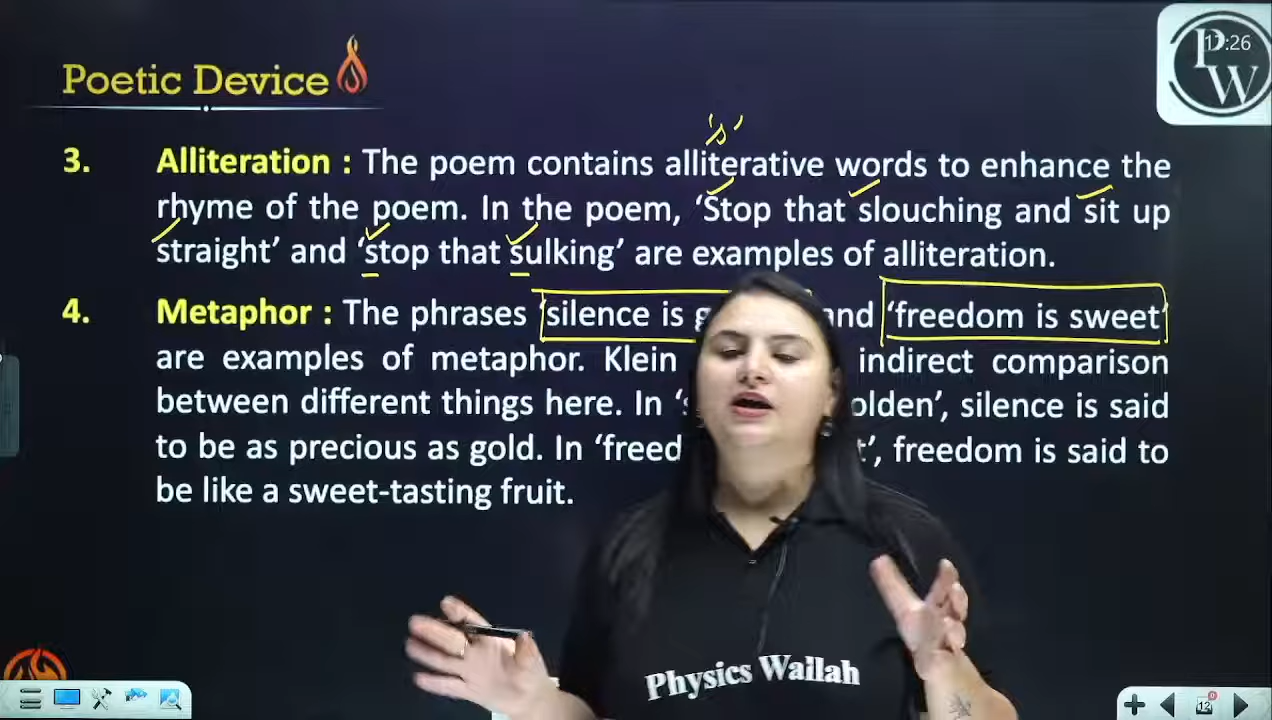 Poetic Device
PW
17:26
's'
3. Alliteration : The poem contains alliterative words to enhance the
rhyme of the poem. In the poem, ‘Stop that slouching and sit up
straight’ and ‘stop that sulking’ are examples of alliteration.
4. Metaphor : The phrases ‘silence is and ‘freedom is sweet’
are examples of metaphor. Klein indirect comparison
between different things here. In olden’, silence is said
to be as precious as gold. In ‘freed t’, freedom is said to
be like a sweet-tasting fruit.
Physics Wallah
12